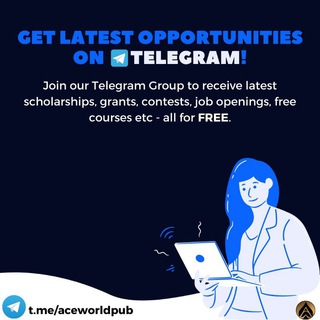 GET LATEST OPPORTUNITIES
ON TELEGRAM!
Join our Telegram Group to receive latest
scholarships, grants, contests, job openings, free
courses etc - all for FREE.
t.me/aceworldpub